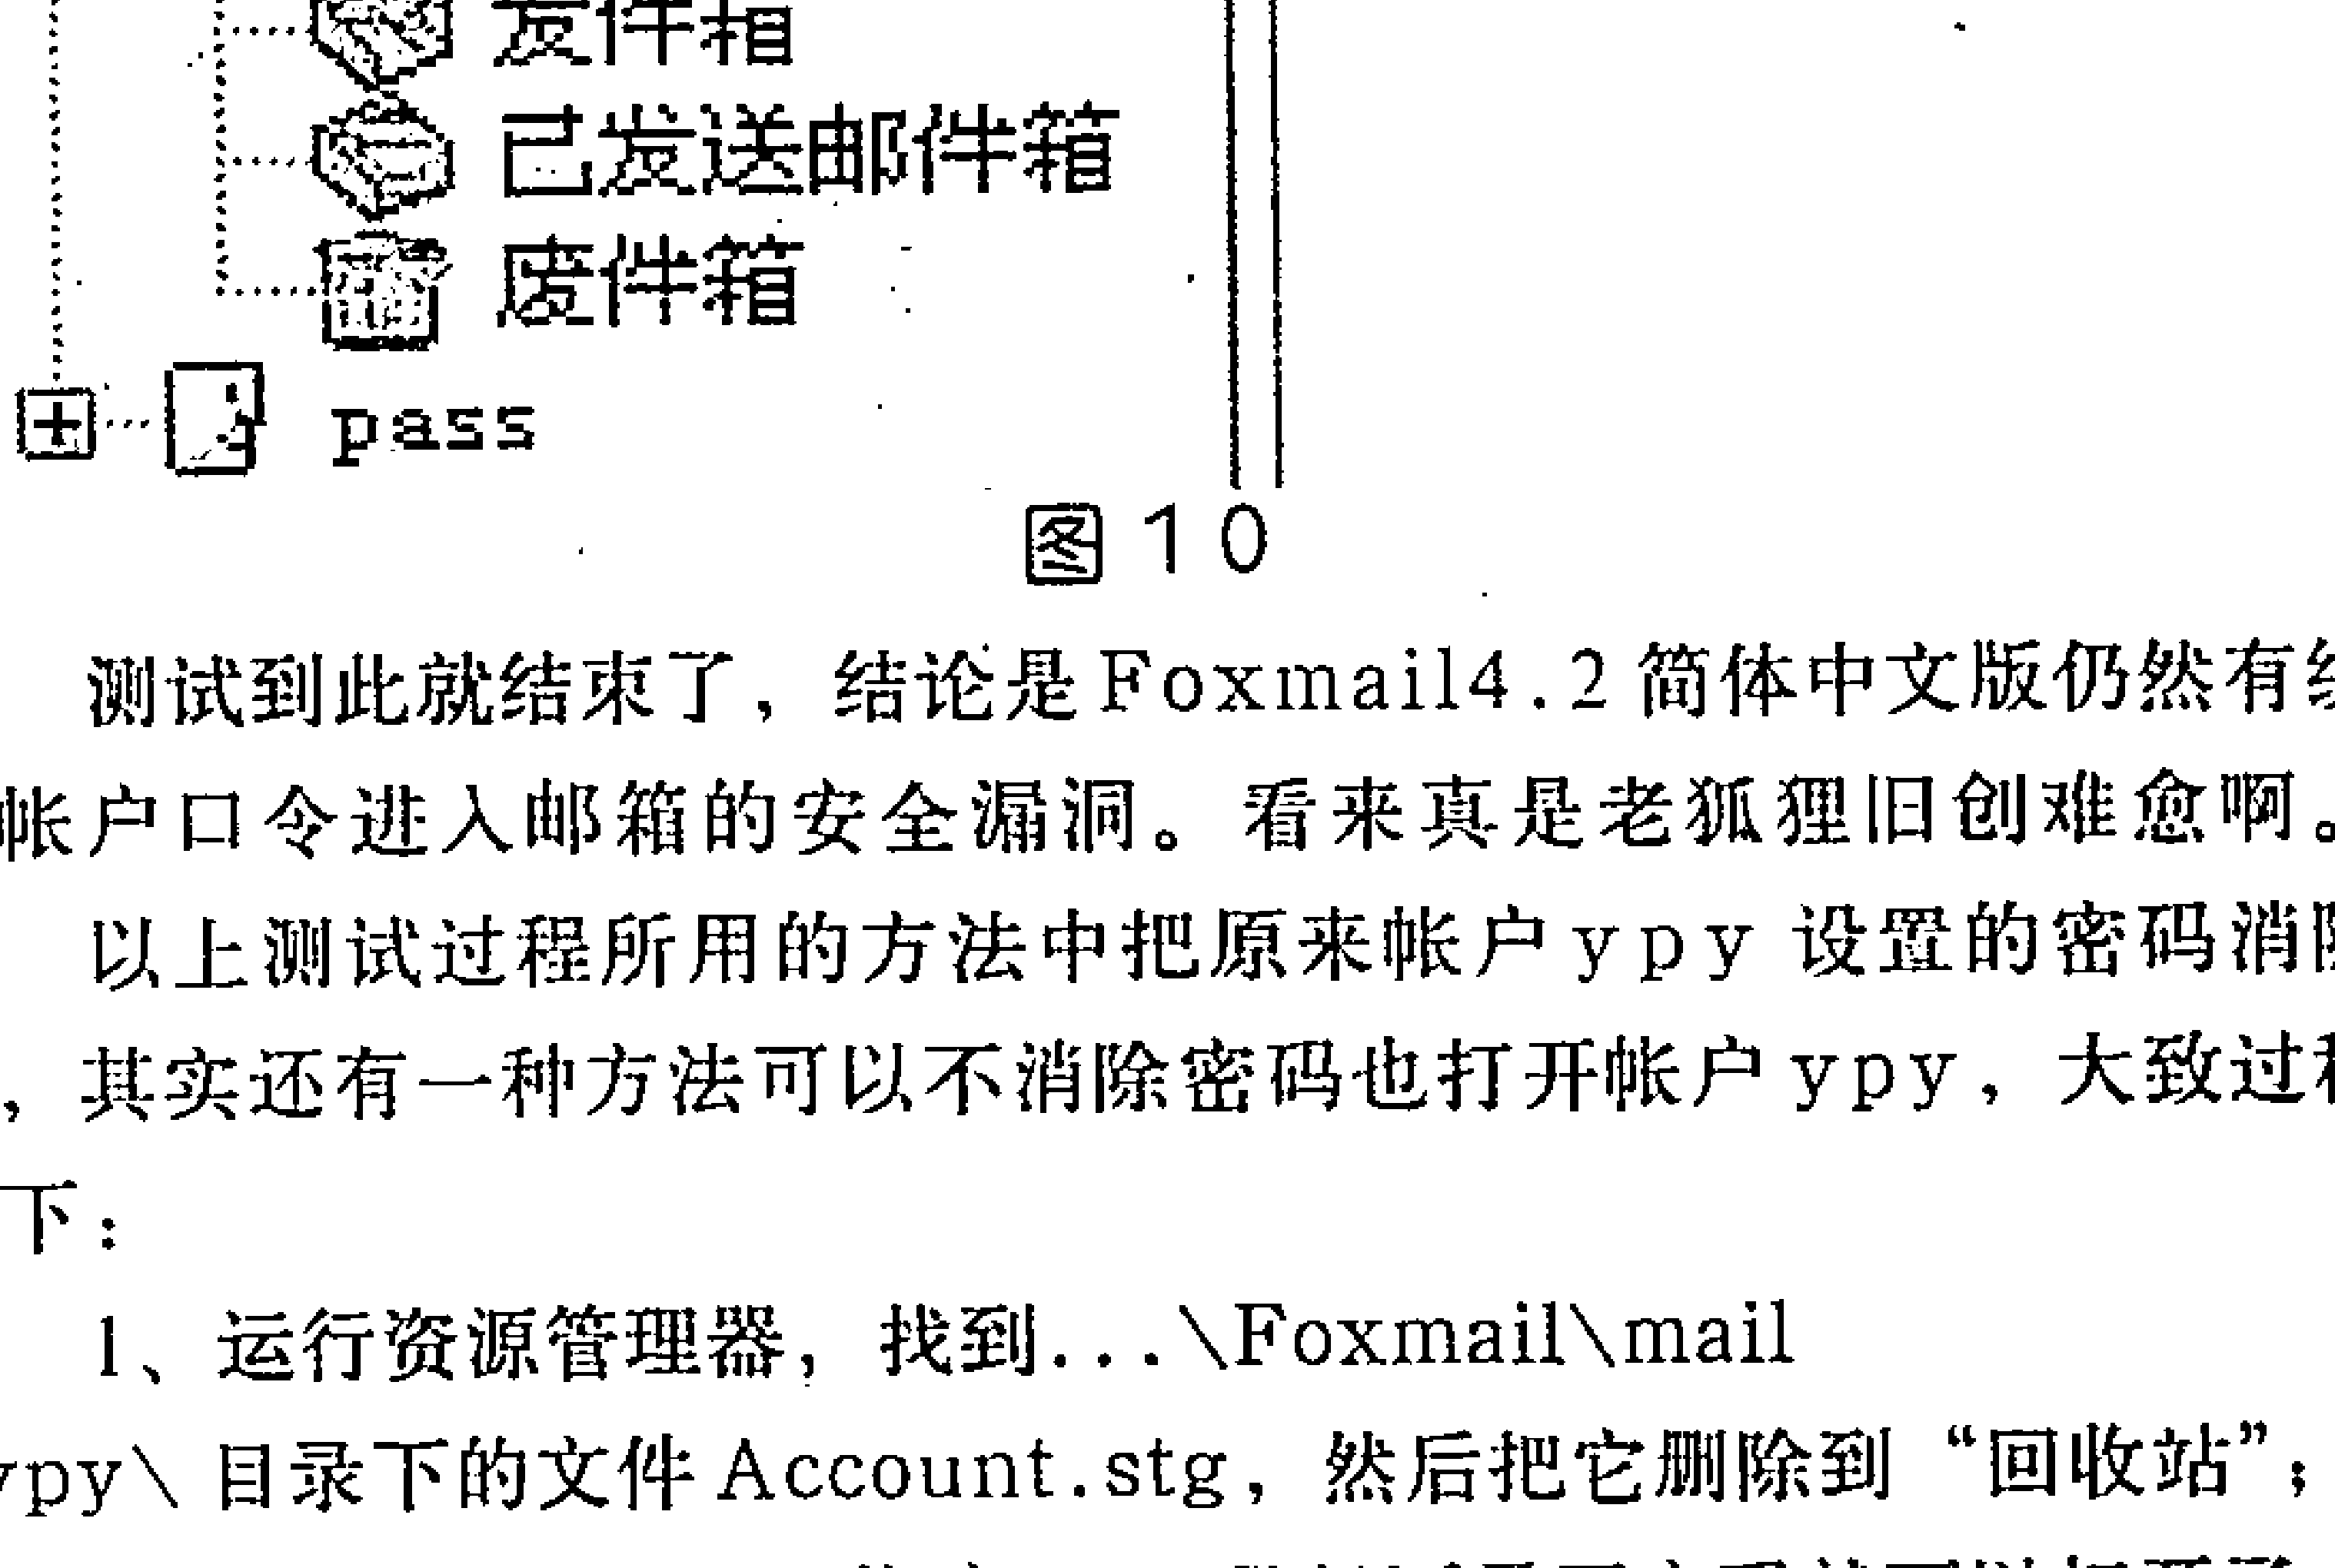 发件箱
已发送邮件箱
废件箱
pass
图 10
测试到此就结束了，结论是Foxmail4.2简体中文版仍然有
帐户口令进入邮箱的安全漏洞。看来真是老狐狸旧创难愈啊。
以上测试过程所用的方法中把原来帐户ypy 设置的密码消除
，其实还有一种方法可以不消除密码也打开帐户ypy，大致过程
下：
1、运行资源管理器，找到...\Foxmail\mail
ypy\ 目录下的文件Account.stg，然后把它删除到“回收站”；